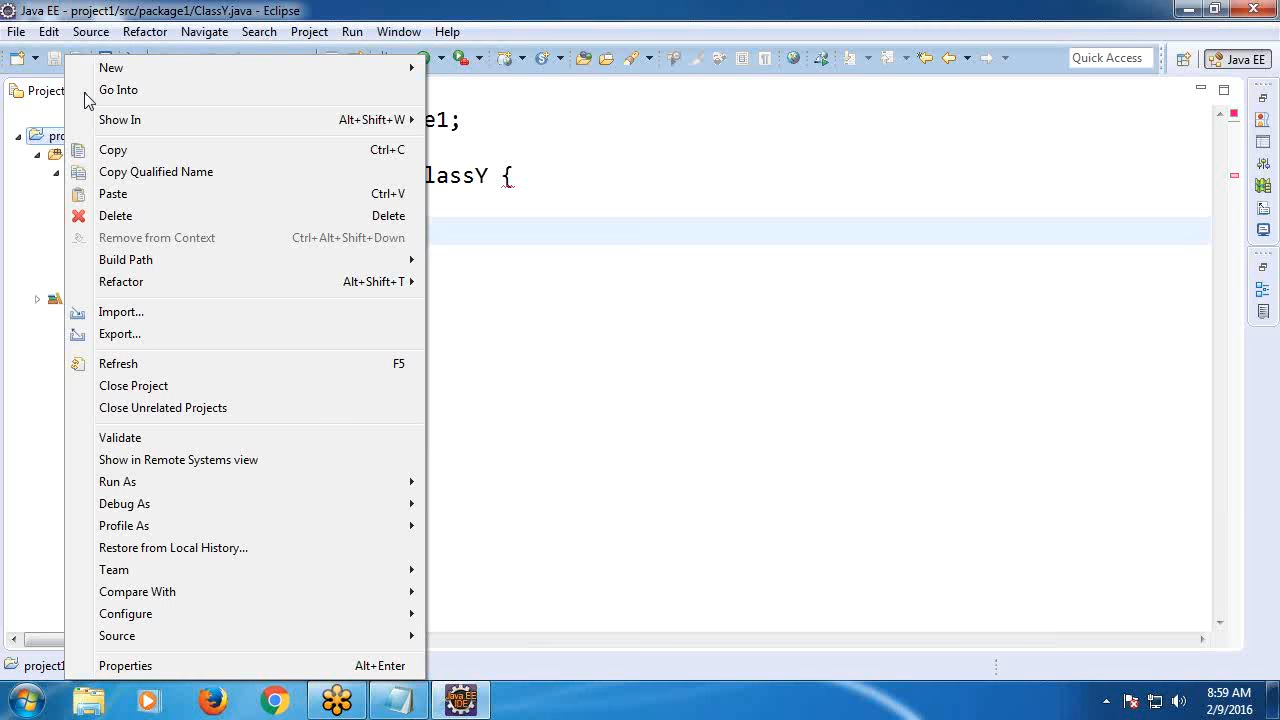 Java EE - project1/src/package1/ClassY.java - Eclipse
File Edit Source Refactor Navigate Search Project Run Window Help
Quick Access Java EE
Project
New
Go Into
Show In Alt+Shift+W
Copy Ctrl+C
Copy Qualified Name
Paste Ctrl+V
Delete Delete
Remove from Context Ctrl+Alt+Shift+Down
Build Path
Refactor Alt+Shift+T
Import...
Export...
Refresh F5
Close Project
Close Unrelated Projects
Validate
Show in Remote Systems view
Run As
Debug As
Profile As
Restore from Local History...
Team
Compare With
Configure
Source
Properties Alt+Enter
pro
e1;
lassY {
project1
Java EE
IDE
8:59 AM
2/9/2016